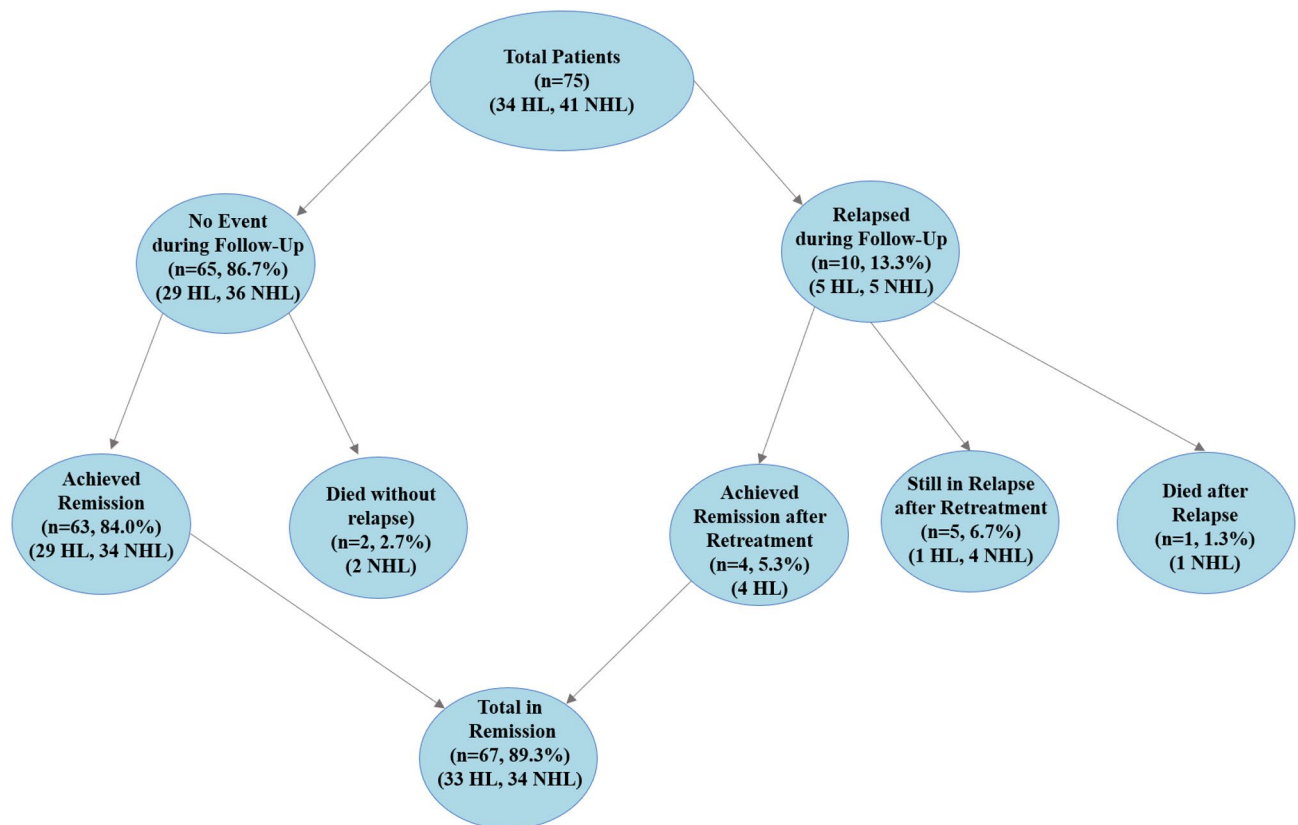 Total Patients
(n=75)
(34 HL, 41 NHL)
No Event
during Follow-Up
(n=65, 86.7%)
(29 HL, 36 NHL)
Relapsed
during Follow-Up
(n=10, 13.3%)
(5 HL, 5 NHL)
Achieved
Remission
(n=63, 84.0%)
(29 HL, 34 NHL)
Died without
relapse)
(n=2, 2.7%)
(2 NHL)
Achieved
Remission after
Retreatment
(n=4, 5.3%)
(4 HL)
Still in Relapse
after Retreatment
(n=5, 6.7%)
(1 HL, 4 NHL)
Died after
Relapse
(n=1, 1.3%)
(1 NHL)
Total in
Remission
(n=67, 89.3%)
(33 HL, 34 NHL)